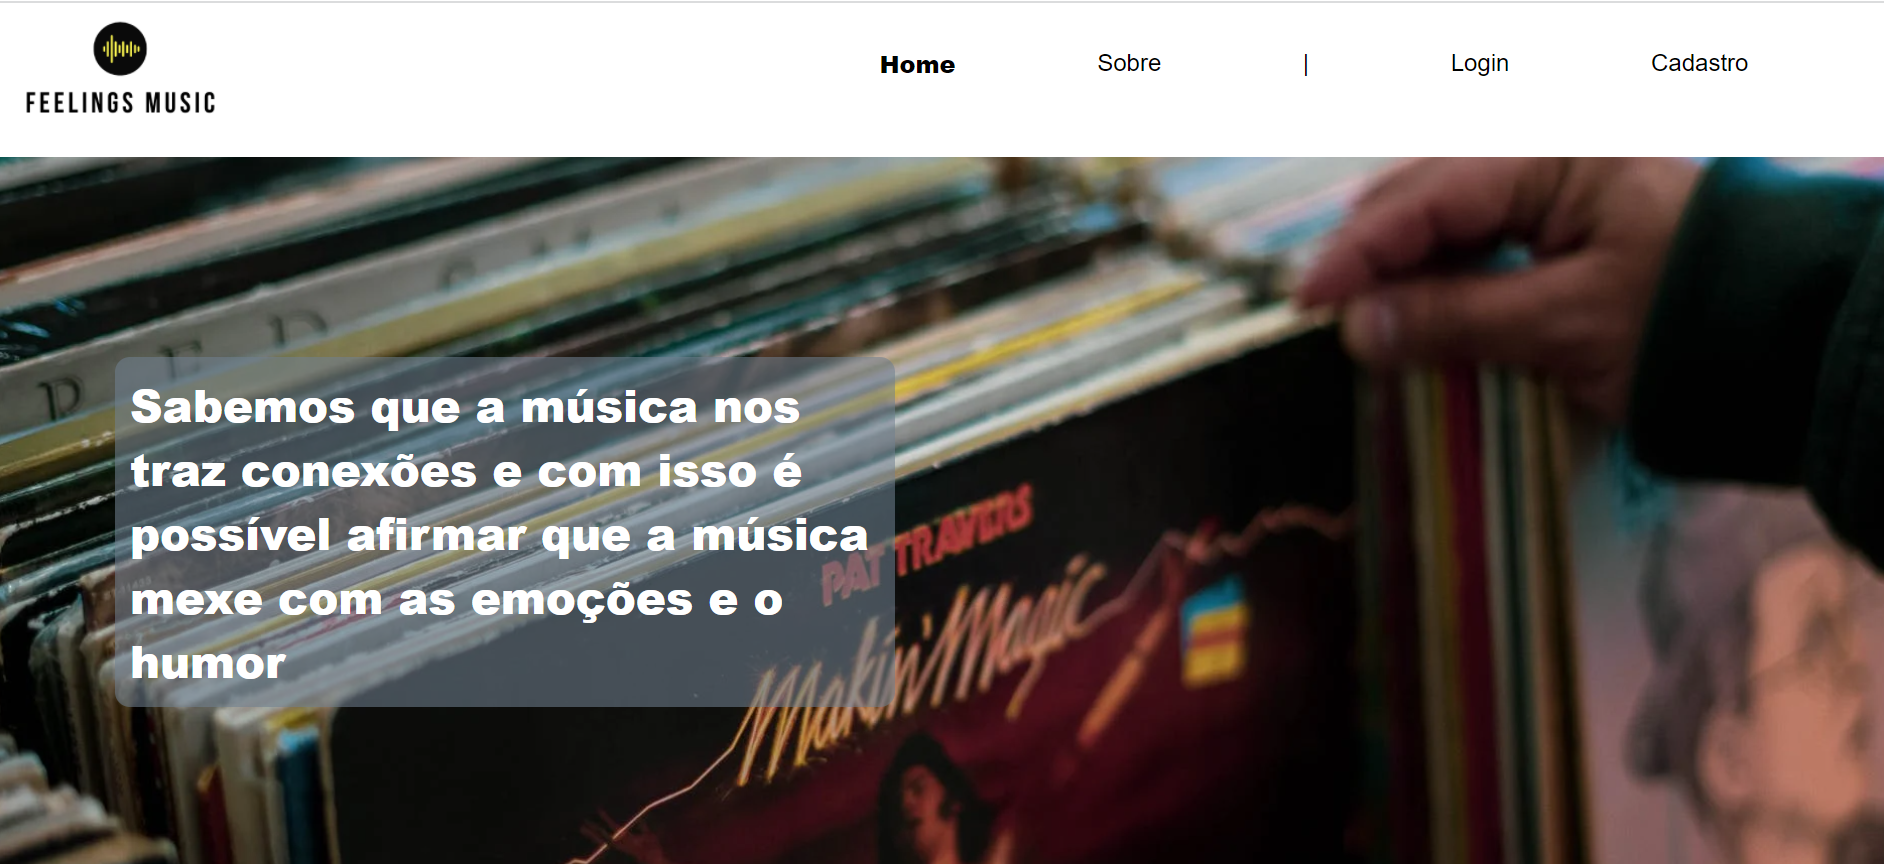 FEELINGS MUSIC
Home
Sobre
|
Login
Cadastro
Sabemos que a música nos
traz conexões e com isso é
possível afirmar que a música
mexe com as emoções e o
humor
PAT TRAVERS
Makin' Magic